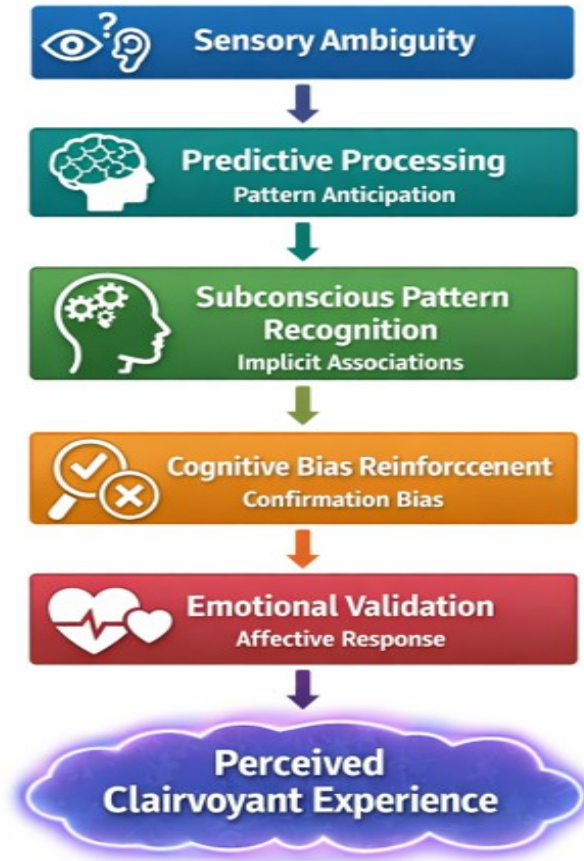 ?
Sensory Ambiguity
Predictive Processing
Pattern Anticipation
Subconscious Pattern
Recognition
Implicit Associations
Cognitive Bias Reinforccenent
Confirmation Bias
Emotional Validation
Affective Response
Perceived
Clairvoyant Experience